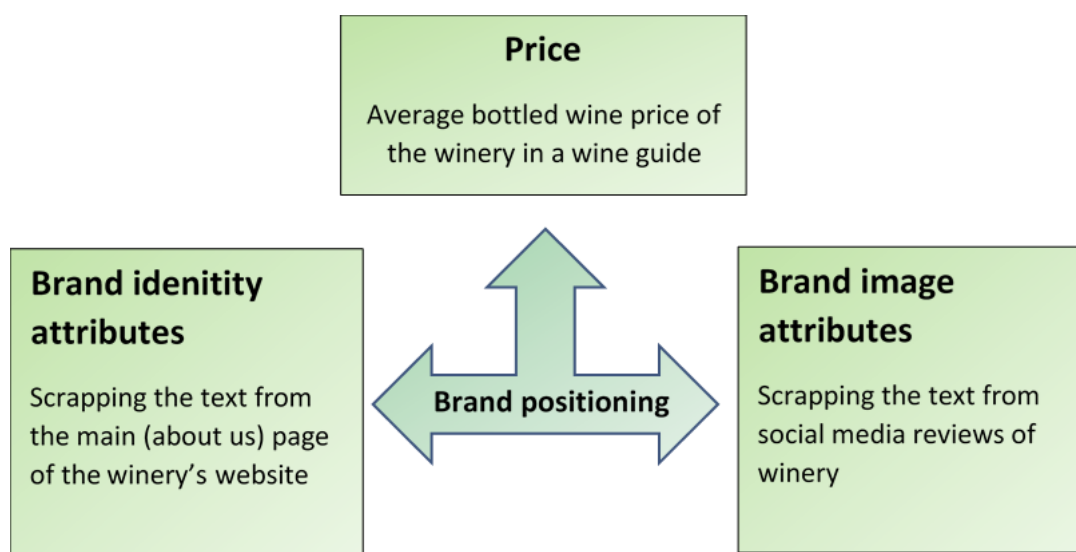 Price
Average bottled wine price of
the winery in a wine guide
Brand idenitity
attributes
Scrapping the text from
the main (about us) page
of the winery’s website
Brand positioning
Brand image
attributes
Scrapping the text from
social media reviews of
winery